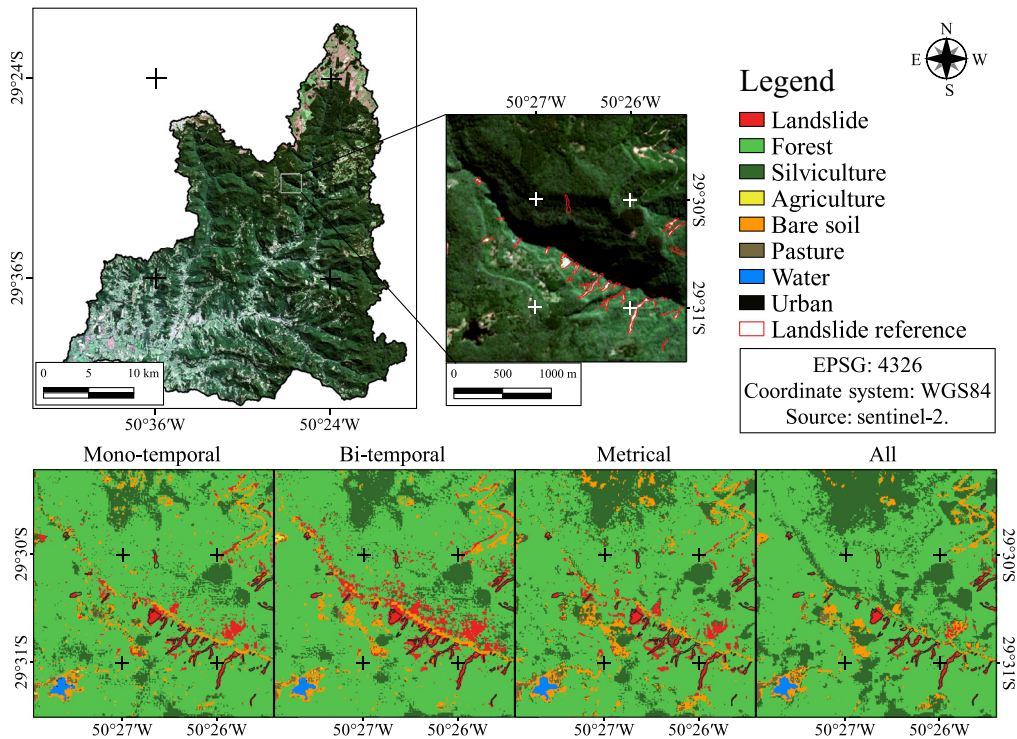 29°24'S
29°36'S
50°36'W
50°24'W
0 5 10 km
50°27'W
50°26'W
29°30'S
29°31'S
0 500 1000 m
N
E
W
S
Legend
Landslide
Forest
Silviculture
Agriculture
Bare soil
Pasture
Water
Urban
Landslide reference
EPSG: 4326
Coordinate system: WGS84
Source: sentinel-2.
Mono-temporal
Bi-temporal
Metrical
All
29°30'S
29°31'S
29°30'S
29°31'S
50°27'W
50°26'W
50°27'W
50°26'W
50°27'W
50°26'W
50°27'W
50°26'W